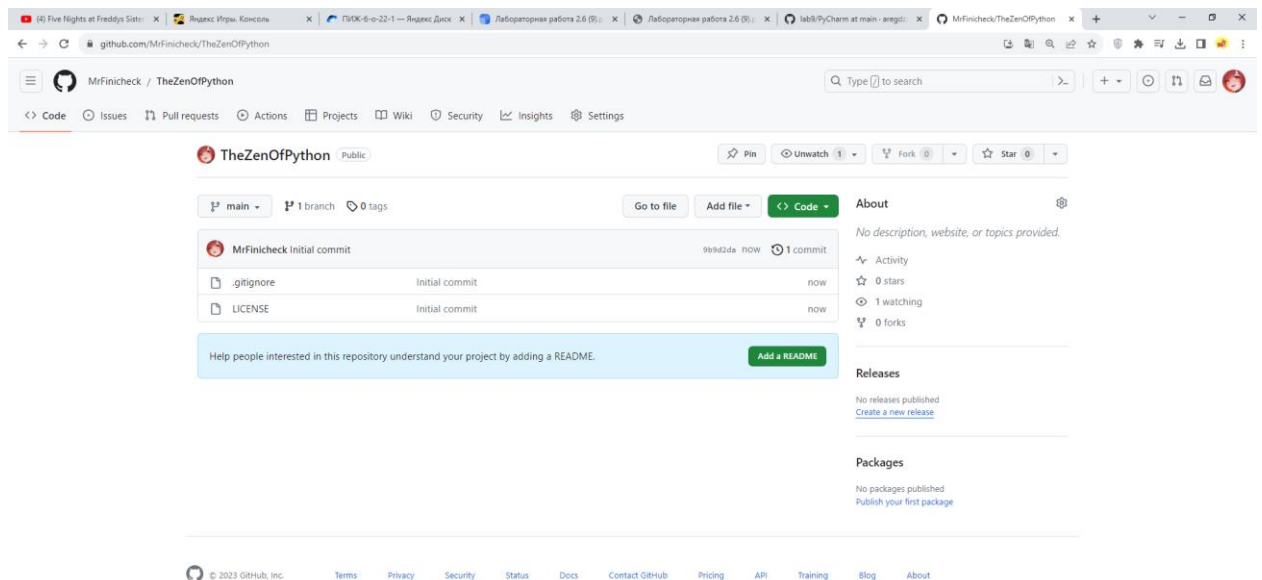 (4) Five Night at Freddys Sister
Яндекс Игры. Консоль
ПИЖ-б-о-22-1 — Яндекс Диск
Лабораторная работа 2.6 (9).
Лабораторная работа 2.6 (9).
lab9/PyCharm at main · aregd
MrFinicheck/TheZenOfPython
github.com/MrFinicheck/TheZenOfPython
MrFinicheck / TheZenOfPython
Type / to search
<> Code Issues Pull requests Actions Projects Wiki Security Insights Settings
TheZenOfPython Public
Pin Unwatch 1 Fork 0 Star 0
main 1 branch 0 tags Go to file Add file <> Code
About
No description, website, or topics provided.
MrFinicheck Initial commit 9b9d2da now 1 commit
Activity
.gitignore Initial commit now
0 stars
LICENSE Initial commit now
1 watching
0 forks
Help people interested in this repository understand your project by adding a README. Add a README
Releases
No releases published
Create a new release
Packages
No packages published
Publish your first package
© 2023 GitHub, Inc. Terms Privacy Security Status Docs Contact GitHub Pricing API Training Blog About